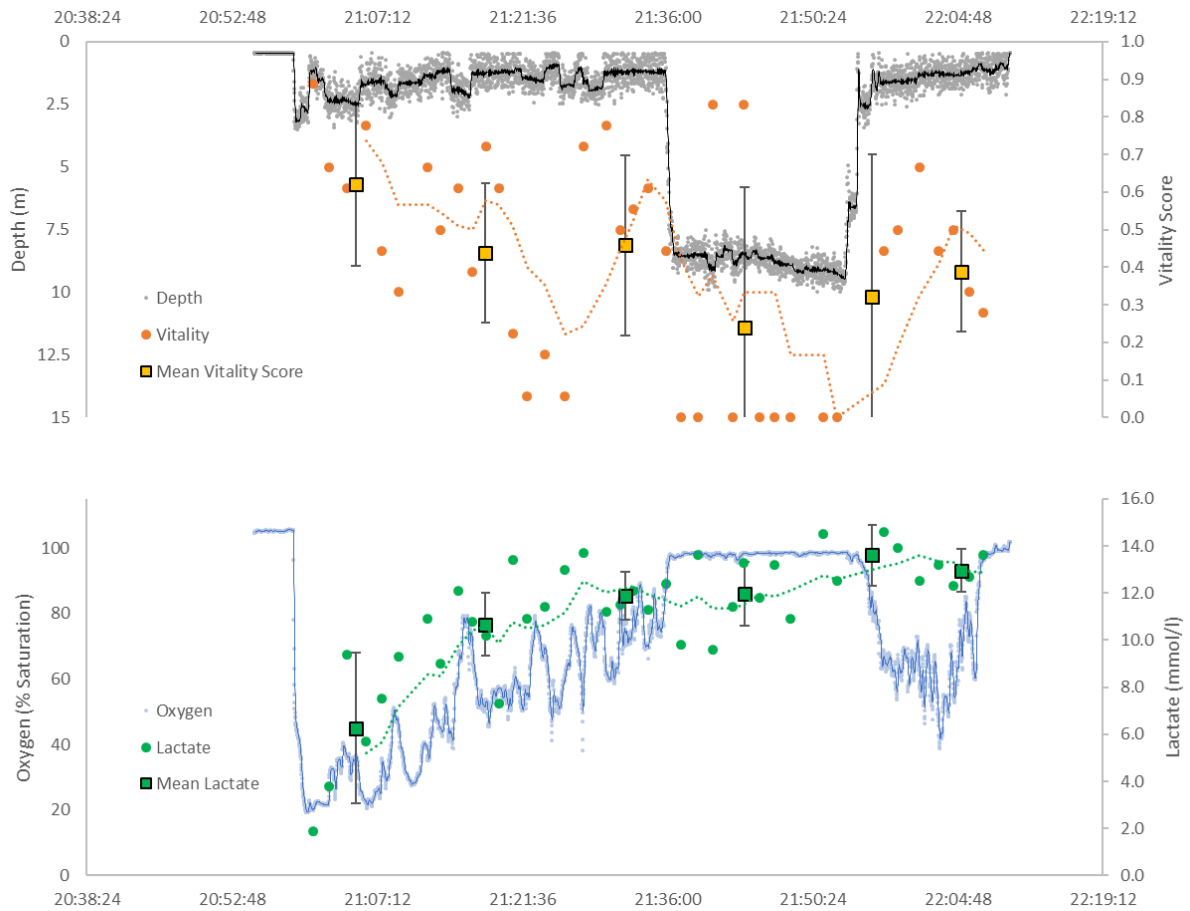 20:38:24 20:52:48 21:07:12 21:21:36 21:36:00 21:50:24 22:04:48 22:19:12
0 1.0
0.9
2.5 0.8
0.7
5 0.6
7.5 0.5
0.4
10 0.3
12.5 0.2
0.1
15 0.0
Depth (m)
Vitality Score
Depth
Vitality
Mean Vitality Score
16.0
100 14.0
12.0
80 10.0
60 8.0
40 6.0
4.0
20 2.0
0 0.0
Oxygen (% Saturation)
Lactate (mmol/l)
Oxygen
Lactate
Mean Lactate
20:38:24 20:52:48 21:07:12 21:21:36 21:36:00 21:50:24 22:04:48 22:19:12